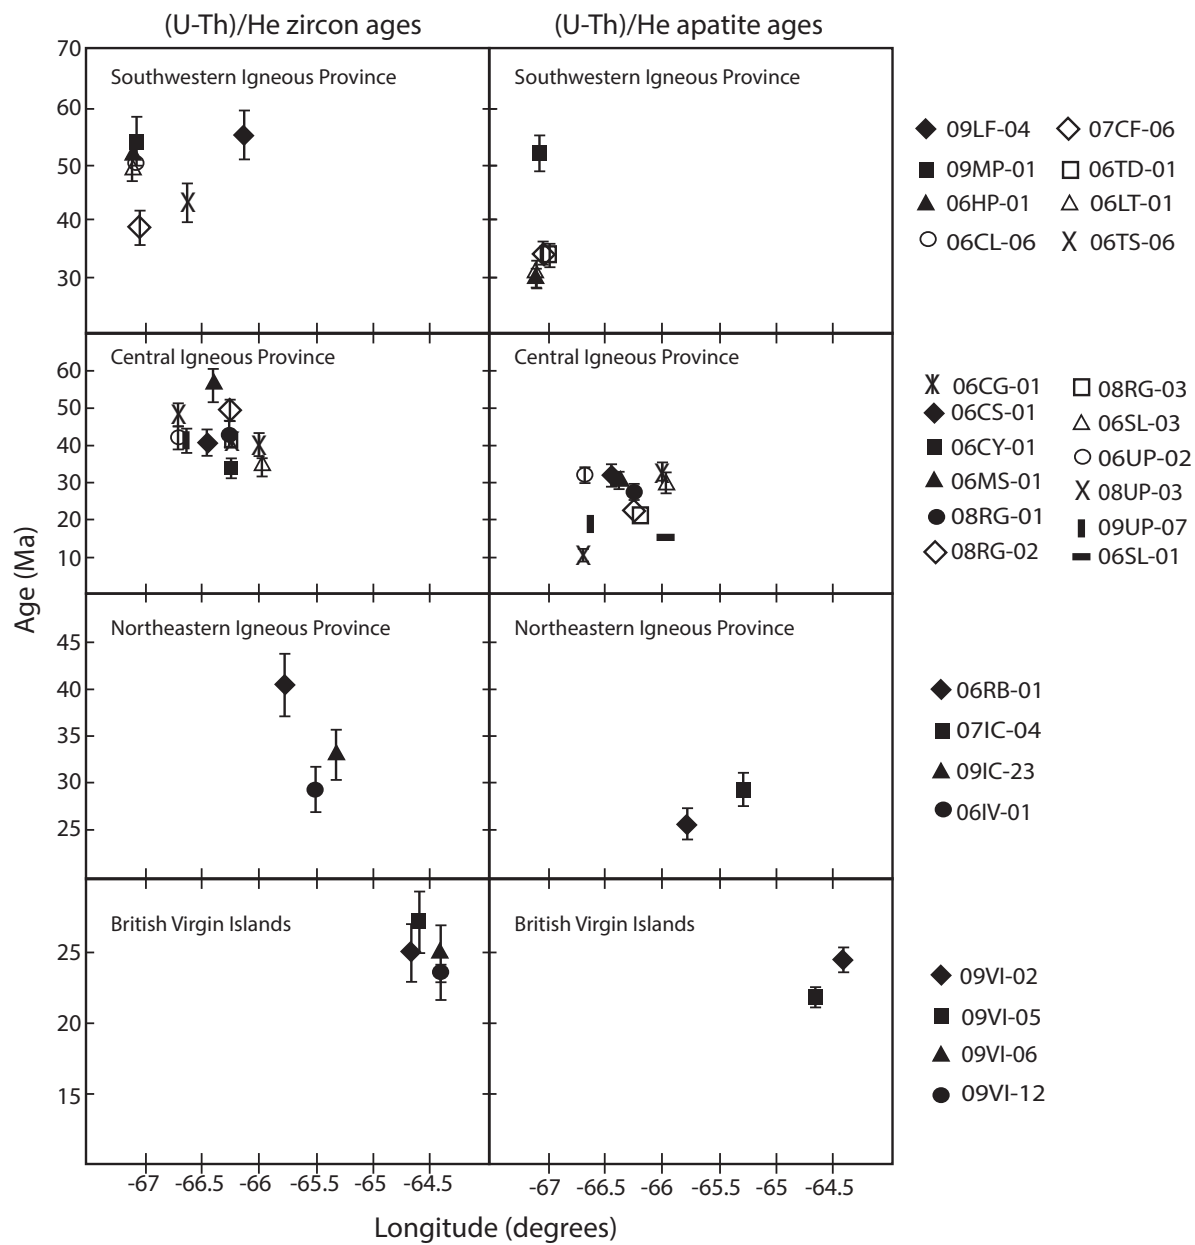 (U-Th)/He zircon ages
(U-Th)/He apatite ages
Age (Ma)
70
60
50
40
30
Southwestern Igneous Province
Southwestern Igneous Province
09LF-04
07CF-06
09MP-01
06TD-01
06HP-01
06LT-01
06CL-06
06TS-06
60
50
40
30
20
10
Central Igneous Province
Central Igneous Province
06CG-01
08RG-03
06CS-01
06SL-03
06CY-01
06UP-02
06MS-01
08UP-03
08RG-01
09UP-07
08RG-02
06SL-01
45
40
35
30
25
Northeastern Igneous Province
Northeastern Igneous Province
06RB-01
07IC-04
09IC-23
06IV-01
25
20
15
British Virgin Islands
British Virgin Islands
09VI-02
09VI-05
09VI-06
09VI-12
-67 -66.5 -66 -65.5 -65 -64.5
-67 -66.5 -66 -65.5 -65 -64.5
Longitude (degrees)